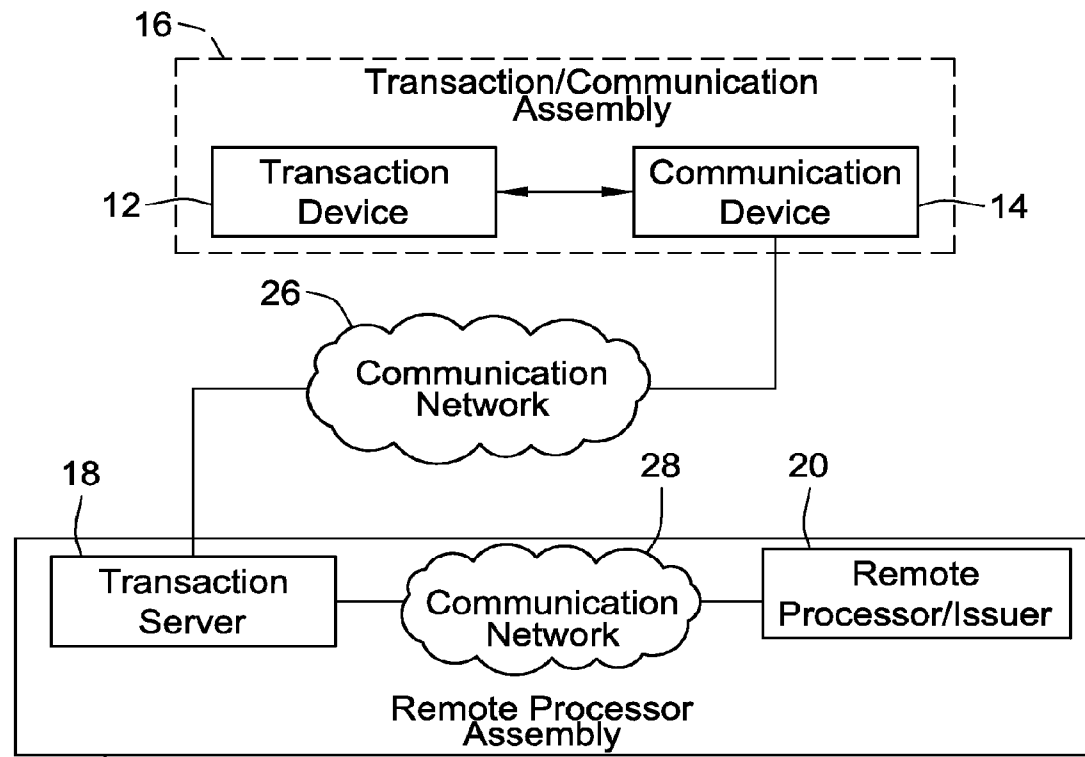 16
Transaction/Communication
Assembly
12
Transaction
Device
Communication
Device
14
26
Communication
Network
18
28
20
Transaction
Server
Communication
Network
Remote
Processor/Issuer
Remote Processor
Assembly